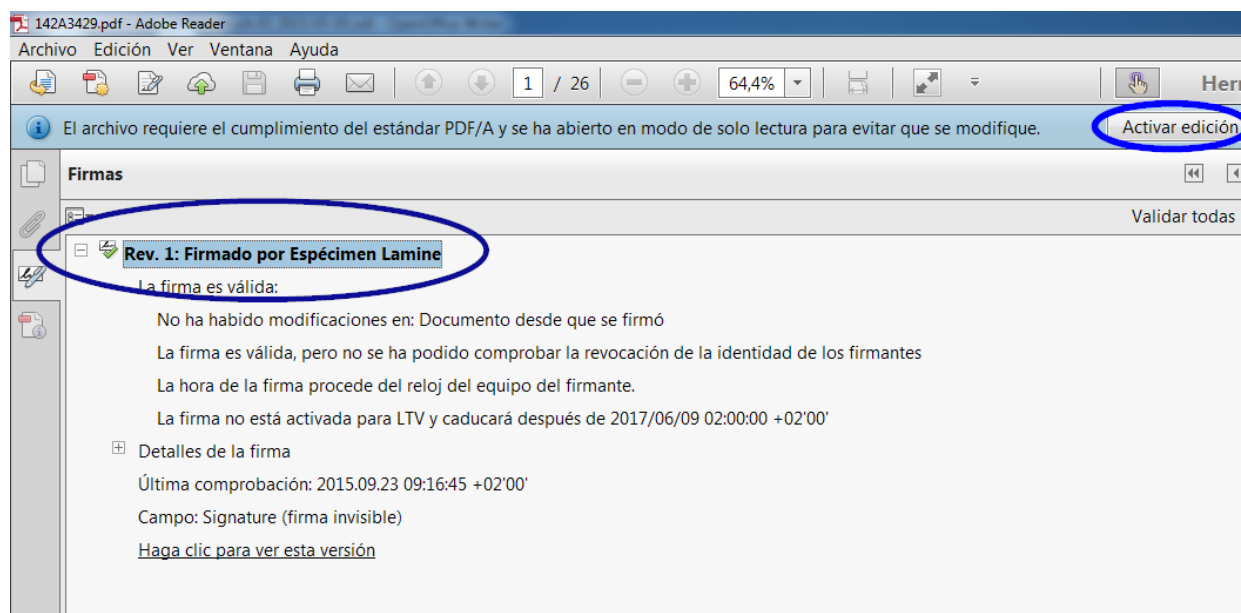 142A3429.pdf - Adobe Reader
Archivo Edición Ver Ventana Ayuda
1 / 26 64,4%
El archivo requiere el cumplimiento del estándar PDF/A y se ha abierto en modo de solo lectura para evitar que se modifique. Activar edición
Firmas
Validar todas
Rev. 1: Firmado por Espécimen Lamine
La firma es válida:
No ha habido modificaciones en: Documento desde que se firmó
La firma es válida, pero no se ha podido comprobar la revocación de la identidad de los firmantes
La hora de la firma procede del reloj del equipo del firmante.
La firma no está activada para LTV y caducará después de 2017/06/09 02:00:00 +02'00'
Detalles de la firma
Última comprobación: 2015.09.23 09:16:45 +02'00'
Campo: Signature (firma invisible)
Haga clic para ver esta versión